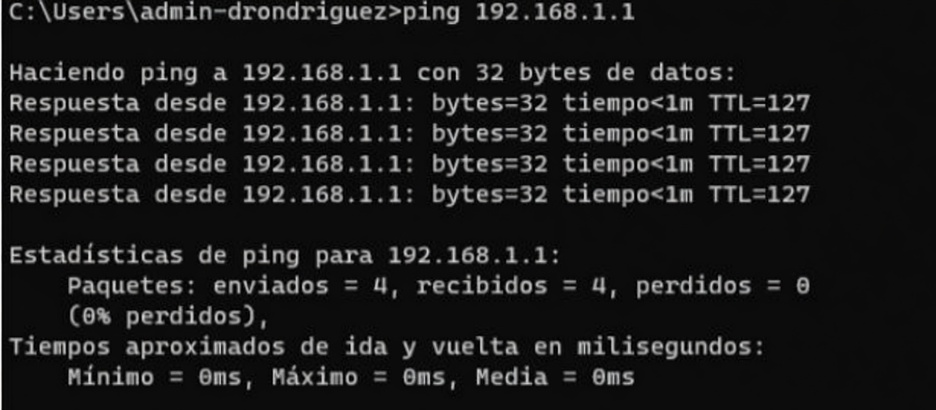 C:\Users\admin-drondriguez>ping 192.168.1.1
Haciendo ping a 192.168.1.1 con 32 bytes de datos:
Respuesta desde 192.168.1.1: bytes=32 tiempo<1m TTL=127
Respuesta desde 192.168.1.1: bytes=32 tiempo<1m TTL=127
Respuesta desde 192.168.1.1: bytes=32 tiempo<1m TTL=127
Respuesta desde 192.168.1.1: bytes=32 tiempo<1m TTL=127
Estadísticas de ping para 192.168.1.1:
Paquetes: enviados = 4, recibidos = 4, perdidos = 0
(0% perdidos),
Tiempos aproximados de ida y vuelta en milisegundos:
Mínimo = 0ms, Máximo = 0ms, Media = 0ms